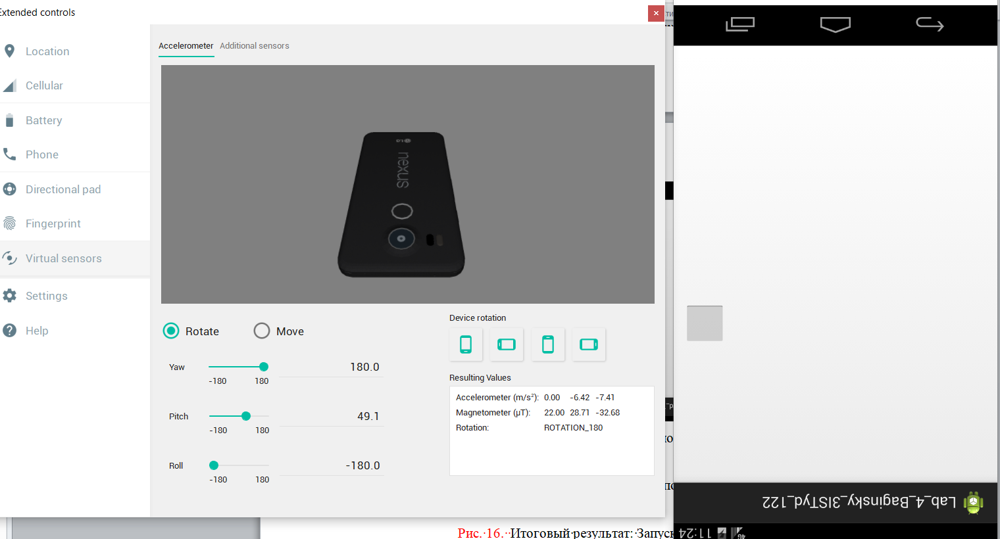 Extended controls
Location
Cellular
Battery
Phone
Directional pad
Fingerprint
Virtual sensors
Settings
Help
Accelerometer Additional sensors
LG
nexus
Rotate Move
Yaw 180.0
-180 180
Pitch 49.1
-180 180
Roll -180.0
-180 180
Device rotation
Resulting Values
Accelerometer (m/s²): 0.00 -6.42 -7.41
Magnetometer (μT): 22.00 28.71 -32.68
Rotation: ROTATION_180
Рис.·16.··Итоговый·результат:·Запуск
Lab_4_Baginsky_3ISTyd_122
4G 11:24